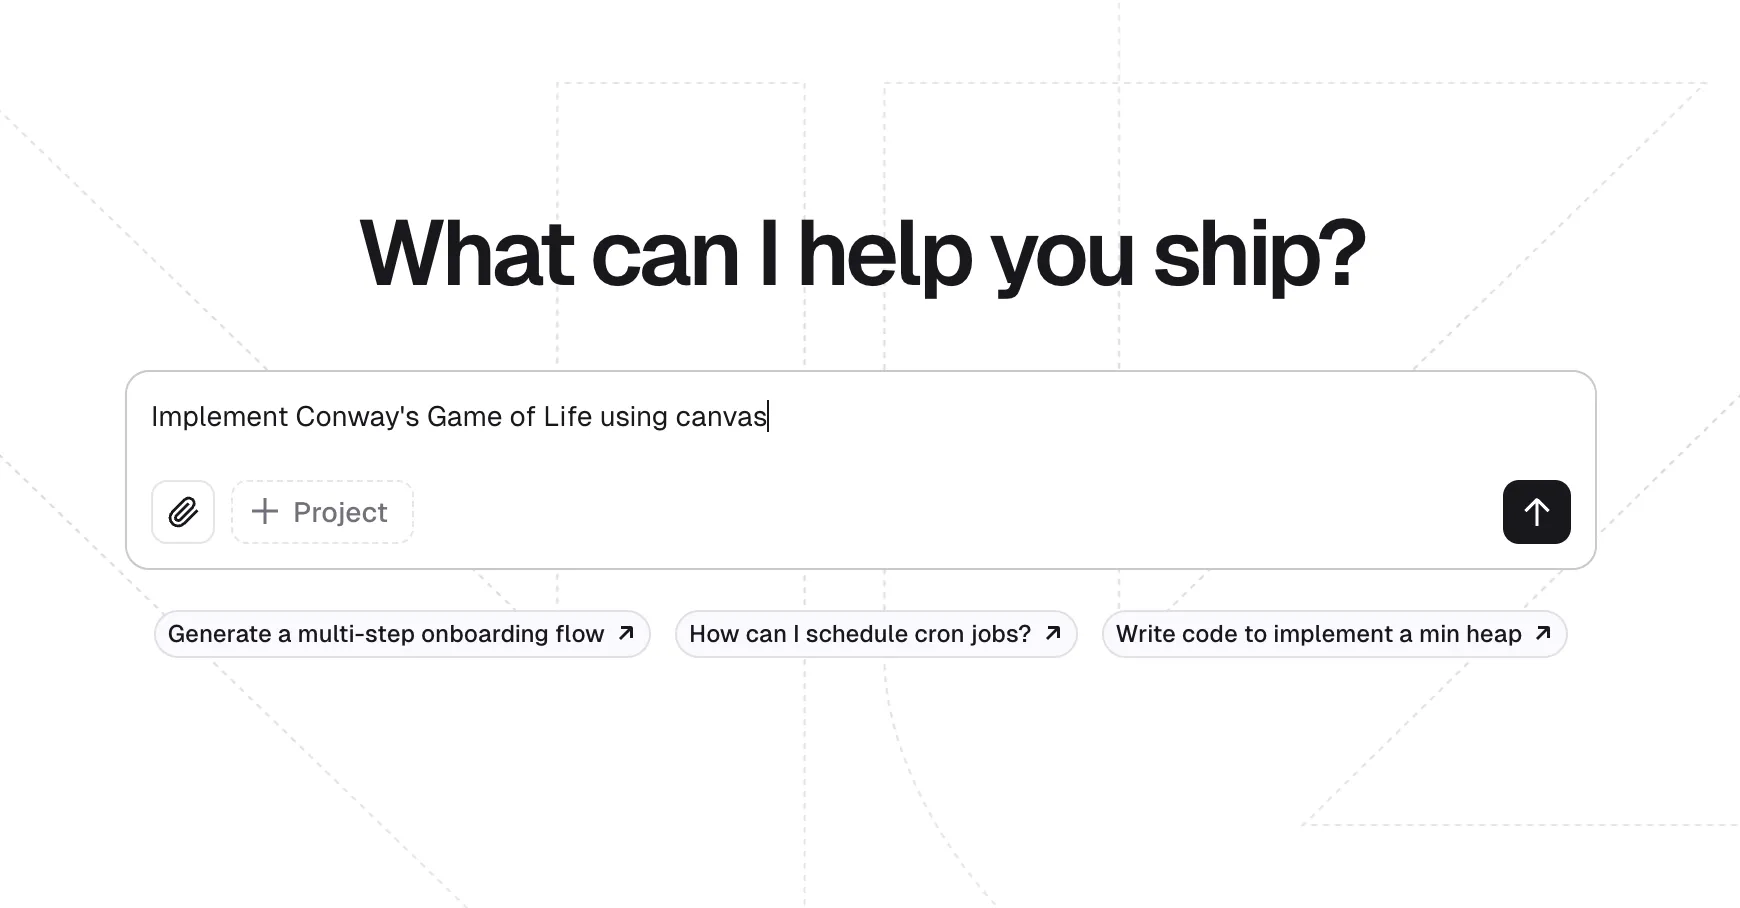 What can I help you ship?
Implement Conway's Game of Life using canvas
Project
Generate a multi-step onboarding flow
How can I schedule cron jobs?
Write code to implement a min heap